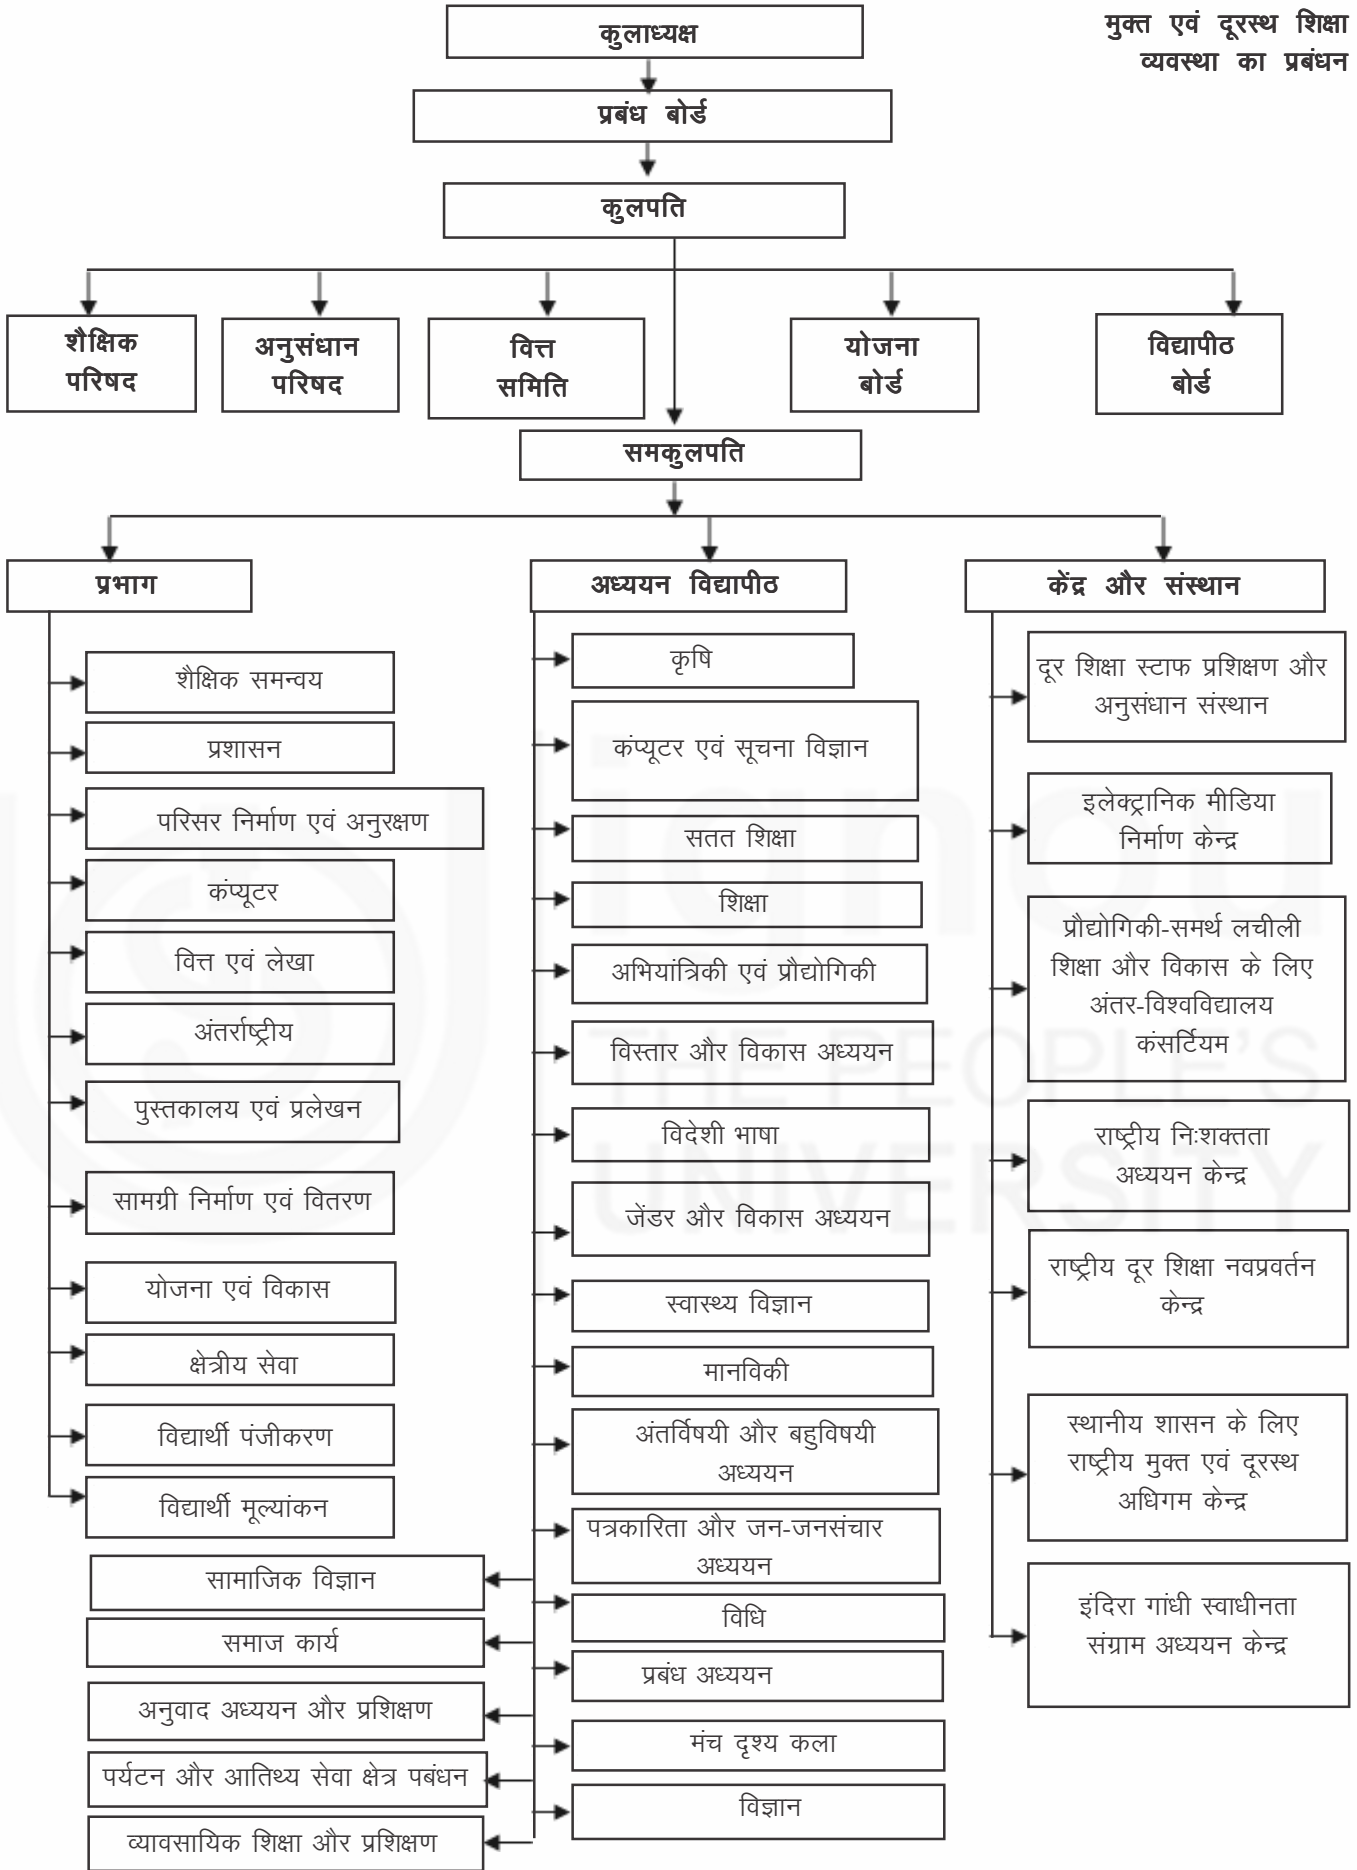 मुक्त एवं दूरस्थ शिक्षा
व्यवस्था का प्रबंधन
कुलाध्यक्ष
प्रबंध बोर्ड
कुलपति
शैक्षिक
परिषद
अनुसंधान
परिषद
वित्त
समिति
योजना
बोर्ड
विद्यापीठ
बोर्ड
समकुलपति
प्रभाग
शैक्षिक समन्वय
प्रशासन
परिसर निर्माण एवं अनुरक्षण
कंप्यूटर
वित्त एवं लेखा
अंतर्राष्ट्रीय
पुस्तकालय एवं प्रलेखन
सामग्री निर्माण एवं वितरण
योजना एवं विकास
क्षेत्रीय सेवा
विद्यार्थी पंजीकरण
विद्यार्थी मूल्यांकन
अध्ययन विद्यापीठ
कृषि
कंप्यूटर एवं सूचना विज्ञान
सतत शिक्षा
शिक्षा
अभियांत्रिकी एवं प्रौद्योगिकी
विस्तार और विकास अध्ययन
विदेशी भाषा
जेंडर और विकास अध्ययन
स्वास्थ्य विज्ञान
मानविकी
अंतर्विषयी और बहुविषयी
अध्ययन
पत्रकारिता और जन-जनसंचार
अध्ययन
विधि
प्रबंध अध्ययन
मंच दृश्य कला
विज्ञान
सामाजिक विज्ञान
समाज कार्य
अनुवाद अध्ययन और प्रशिक्षण
पर्यटन और आतिथ्य सेवा क्षेत्र पबंधन
व्यावसायिक शिक्षा और प्रशिक्षण
केंद्र और संस्थान
दूर शिक्षा स्टाफ प्रशिक्षण और
अनुसंधान संस्थान
इलेक्ट्रानिक मीडिया
निर्माण केन्द्र
प्रौद्योगिकी-समर्थ लचीली
शिक्षा और विकास के लिए
अंतर-विश्वविद्यालय
कंसर्टियम
राष्ट्रीय निःशक्तता
अध्ययन केन्द्र
राष्ट्रीय दूर शिक्षा नवप्रवर्तन
केन्द्र
स्थानीय शासन के लिए
राष्ट्रीय मुक्त एवं दूरस्थ
अधिगम केन्द्र
इंदिरा गांधी स्वाधीनता
संग्राम अध्ययन केन्द्र
ignou
THE PEOPLE'S
UNIVERSITY